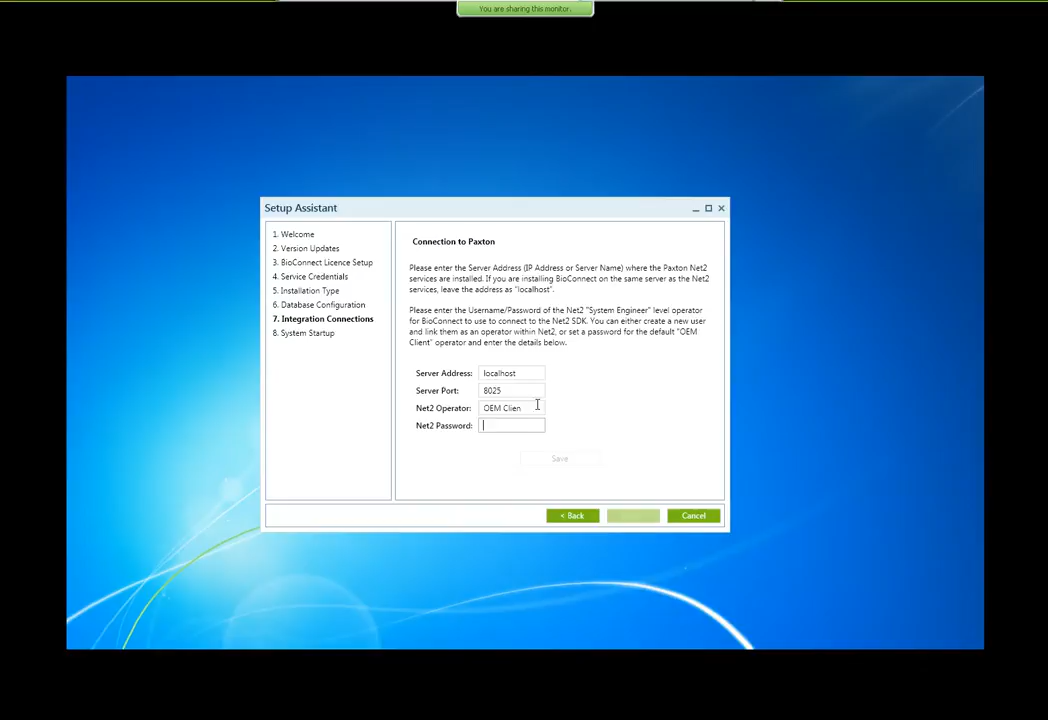 You are sharing this monitor.
Setup Assistant
1. Welcome
2. Version Updates
3. BioConnect Licence Setup
4. Service Credentials
5. Installation Type
6. Database Configuration
7. Integration Connections
8. System Startup
Connection to Paxton
Please enter the Server Address (IP Address or Server Name) where the Paxton Net2
services are installed. If you are installing BioConnect on the same server as the Net2
services, leave the address as "localhost".
Please enter the Username/Password of the Net2 "System Engineer" level operator
for BioConnect to use to connect to the Net2 SDK. You can either create a new user
and link them as an operator within Net2, or set a password for the default "OEM
Client" operator and enter the details below.
Server Address: localhost
Server Port: 8025
Net2 Operator: OEM Clien
Net2 Password:
Save
< Back
Cancel